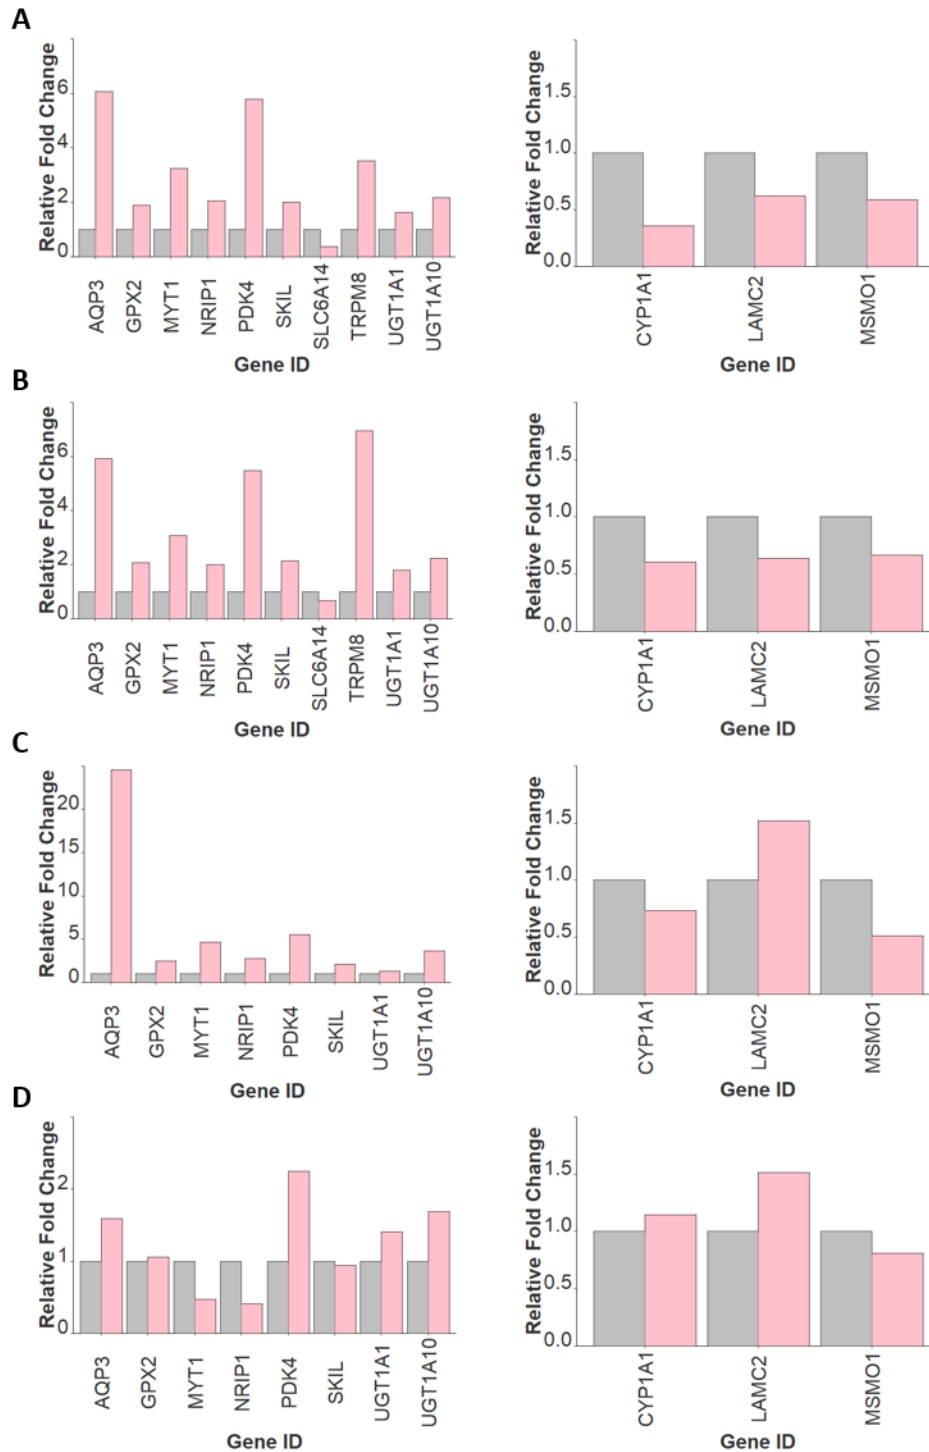 A
Relative Fold Change
6
4
2
0
AQP3
GPX2
MYT1
NRIP1
PDK4
SKIL
SLC6A14
TRPM8
UGT1A1
UGT1A10
Gene ID
Relative Fold Change
1.5
1.0
0.5
0.0
CYP1A1
LAMC2
MSMO1
Gene ID
B
Relative Fold Change
6
4
2
0
AQP3
GPX2
MYT1
NRIP1
PDK4
SKIL
SLC6A14
TRPM8
UGT1A1
UGT1A10
Gene ID
Relative Fold Change
1.5
1.0
0.5
0.0
CYP1A1
LAMC2
MSMO1
Gene ID
C
Relative Fold Change
20
15
10
5
0
AQP3
GPX2
MYT1
NRIP1
PDK4
SKIL
UGT1A1
UGT1A10
Gene ID
Relative Fold Change
1.5
1.0
0.5
0.0
CYP1A1
LAMC2
MSMO1
Gene ID
D
Relative Fold Change
2
1
0
AQP3
GPX2
MYT1
NRIP1
PDK4
SKIL
UGT1A1
UGT1A10
Gene ID
Relative Fold Change
1.5
1.0
0.5
0.0
CYP1A1
LAMC2
MSMO1
Gene ID